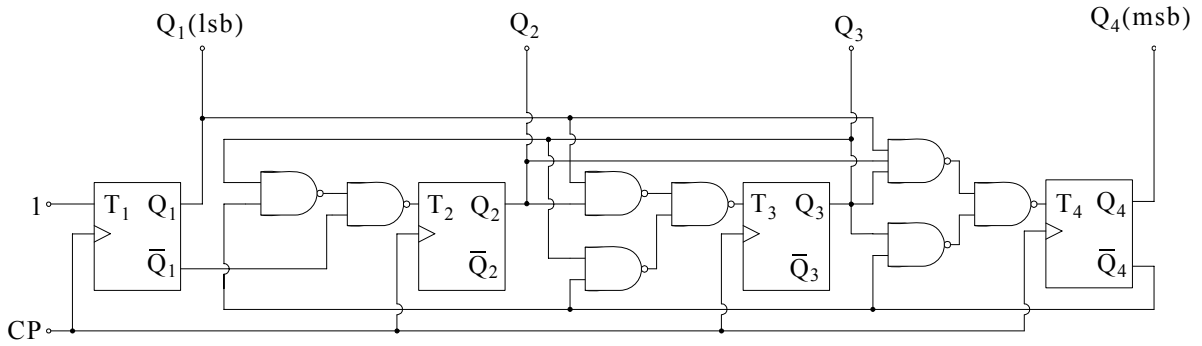 Q₁(lsb) Q₂ Q₃ Q₄(msb)
1 T₁ Q₁ T₂ Q₂ T₃ Q₃ T₄ Q₄
Q̅₁ Q̅₂ Q̅₃ Q̅₄
CP